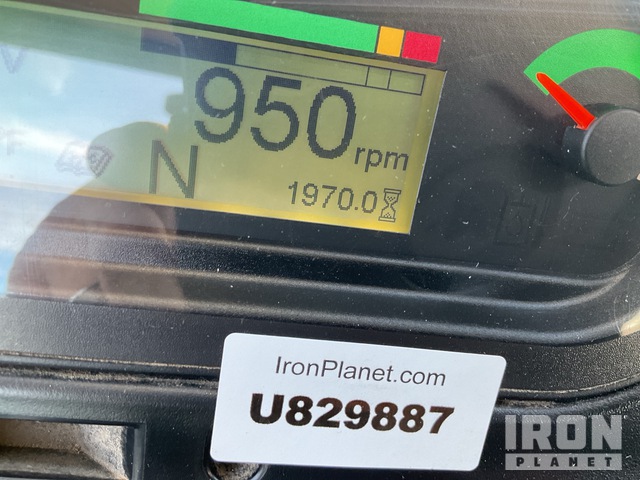 950
rpm
N
1970.0
IronPlanet.com
U829887
IRON
PLANET